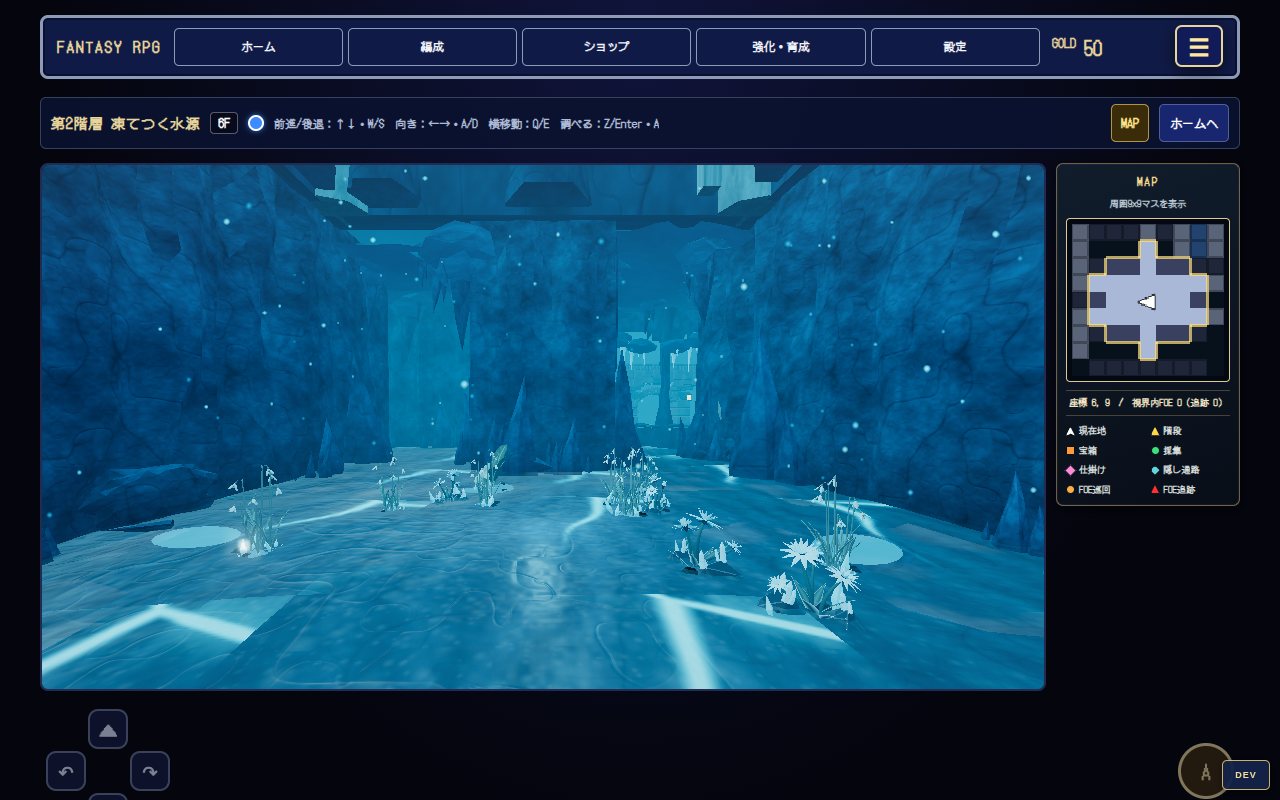 FANTASY RPG
ホーム
編成
ショップ
強化・育成
設定
GOLD 50
第2階層 凍てつく水源
6F
前進/後退：↑↓・W/S 向き：←→・A/D 横移動：Q/E 調べる：Z/Enter・A
MAP
ホームへ
MAP
周囲9x9マスを表示
座標 6, 9 / 視界内FOE 0 (追跡 0)
現在地
階段
宝箱
採集
仕掛け
隠し通路
FOE巡回
FOE追跡
A
DEV